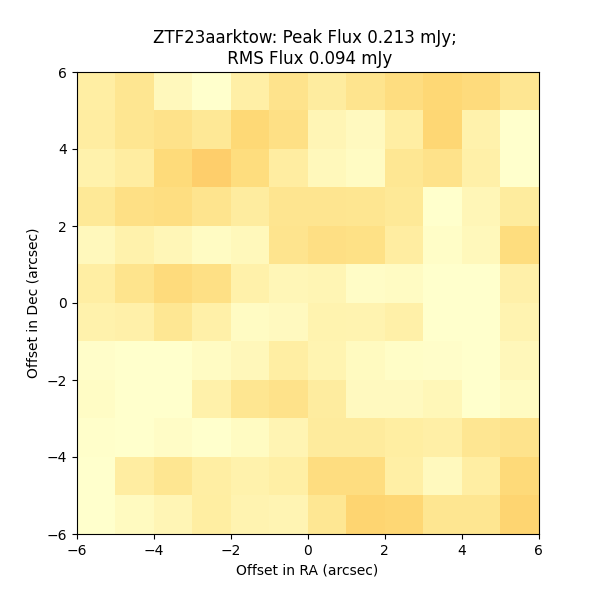 ZTF23aarktow: Peak Flux 0.213 mJy;
RMS Flux 0.094 mJy
6
4
2
0
−2
−4
−6
Offset in Dec (arcsec)
−6 −4 −2 0 2 4 6
Offset in RA (arcsec)